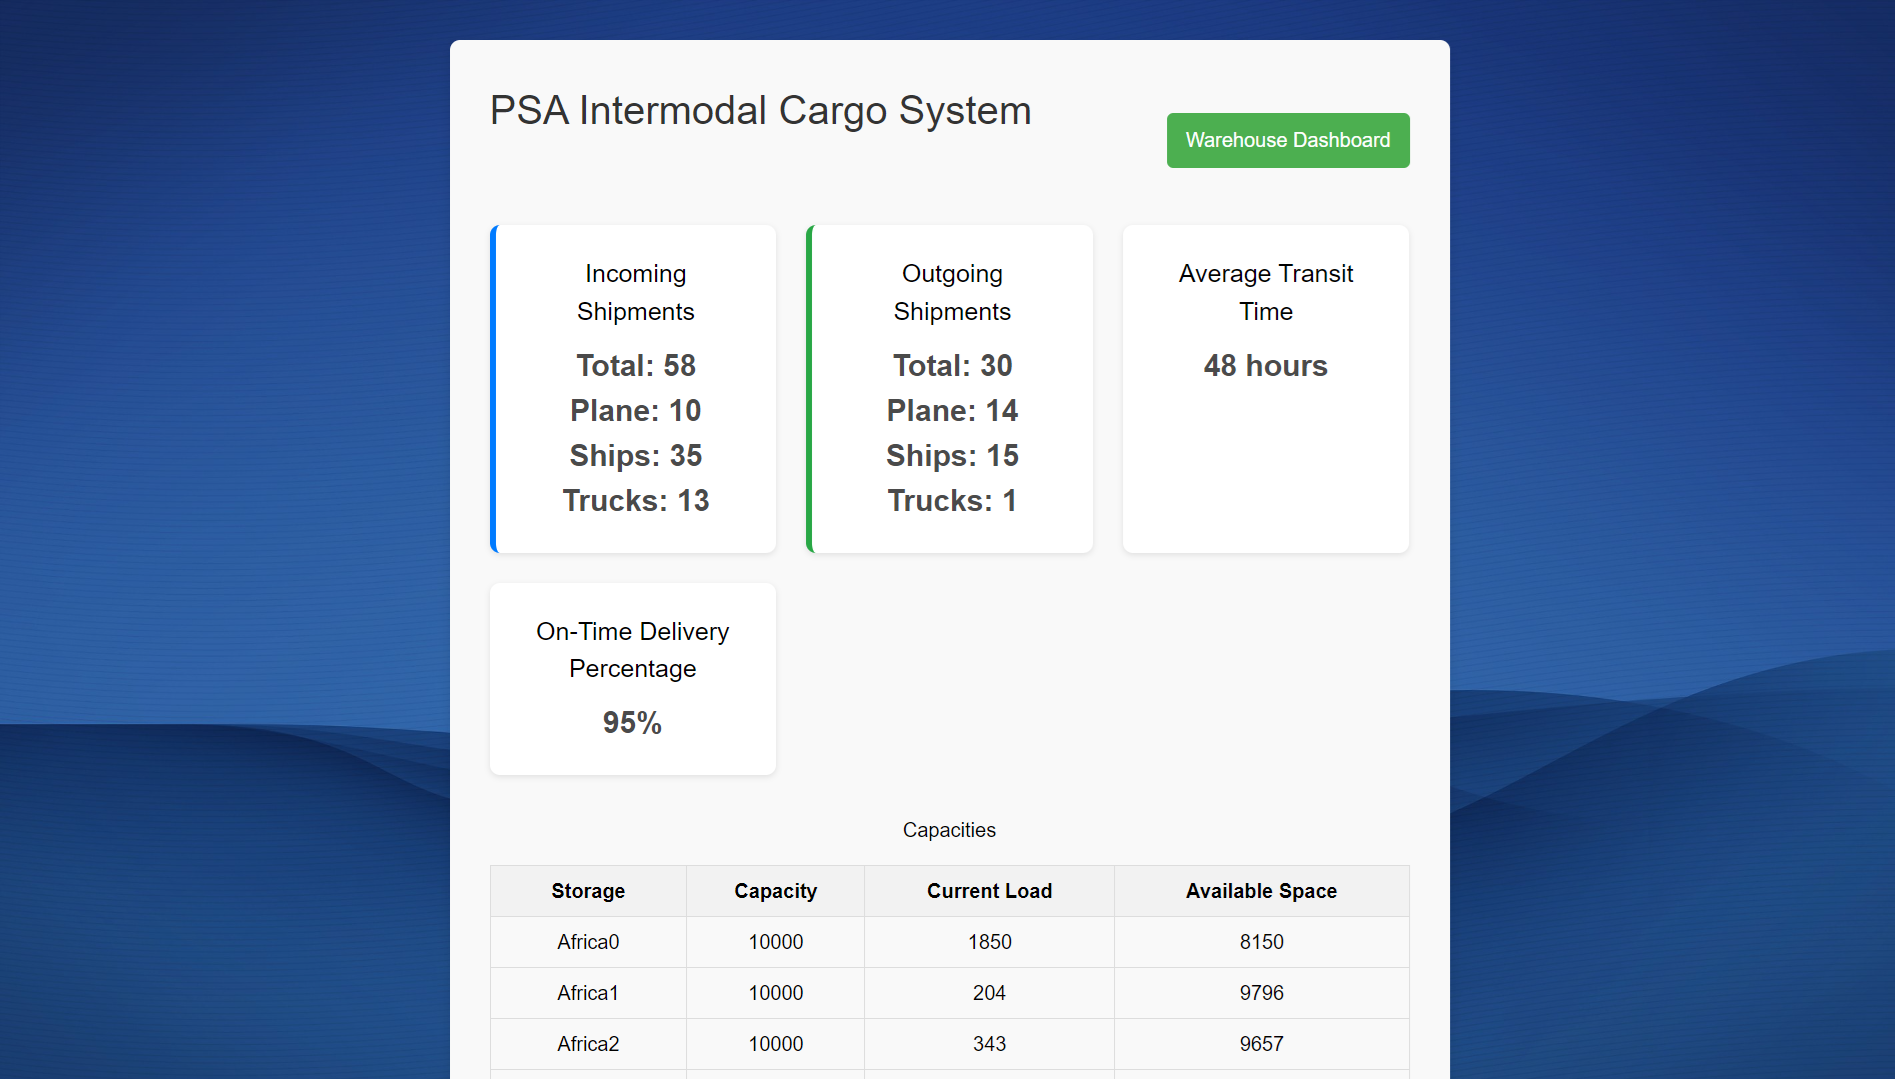 PSA Intermodal Cargo System
Warehouse Dashboard
Incoming
Shipments
Total: 58
Plane: 10
Ships: 35
Trucks: 13
Outgoing
Shipments
Total: 30
Plane: 14
Ships: 15
Trucks: 1
Average Transit
Time
48 hours
On-Time Delivery
Percentage
95%
Capacities
Storage Capacity Current Load Available Space
Africa0 10000 1850 8150
Africa1 10000 204 9796
Africa2 10000 343 9657